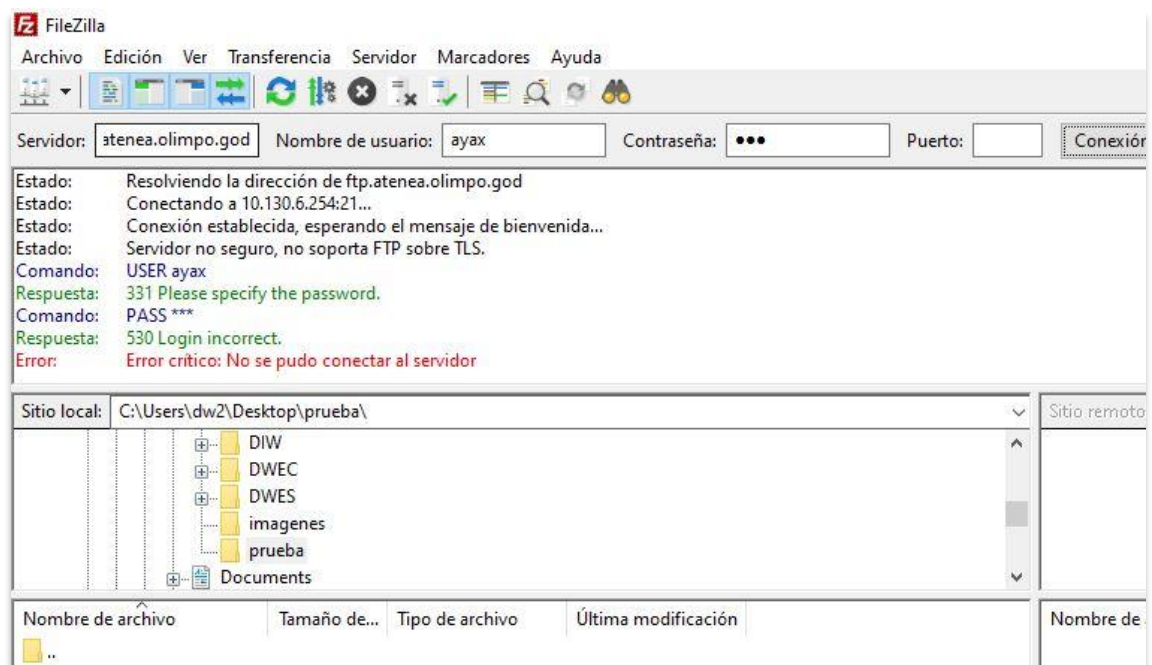 FileZilla
Archivo Edición Ver Transferencia Servidor Marcadores Ayuda
Servidor: atenea.olimpo.god Nombre de usuario: ayax Contraseña: ●●● Puerto: Conexión
Estado: Resolviendo la dirección de ftp.atenea.olimpo.god
Estado: Conectando a 10.130.6.254:21...
Estado: Conexión establecida, esperando el mensaje de bienvenida...
Estado: Servidor no seguro, no soporta FTP sobre TLS.
Comando: USER ayax
Respuesta: 331 Please specify the password.
Comando: PASS ***
Respuesta: 530 Login incorrect.
Error: Error crítico: No se pudo conectar al servidor
Sitio local: C:\Users\dw2\Desktop\prueba\ Sitio remoto
DIW
DWEC
DWES
imagenes
prueba
Documents
Nombre de archivo Tamaño de... Tipo de archivo Última modificación Nombre de
..